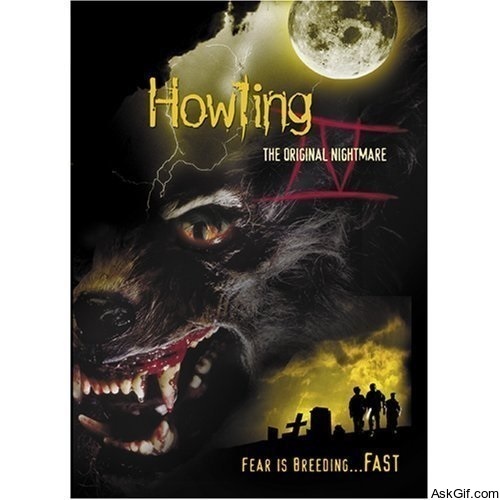 Howling
IV
THE ORIGINAL NIGHTMARE
FEAR IS BREEDING...FAST
AskGif.com